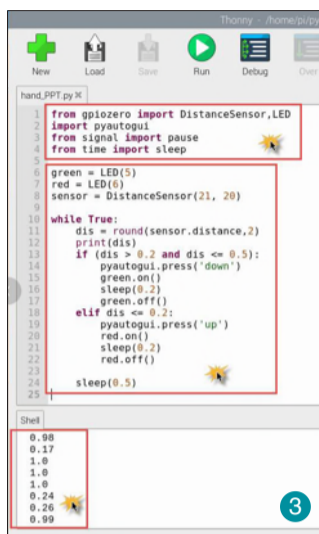 Thonny - /home/pi/py
New Load Save Run Debug Over
hand_PPT.py ×
1 from gpiozero import DistanceSensor,LED
2 import pyautogui
3 from signal import pause
4 from time import sleep
5
6 green = LED(5)
7 red = LED(6)
8 sensor = DistanceSensor(21, 20)
9
10 while True:
11     dis = round(sensor.distance,2)
12     print(dis)
13     if (dis > 0.2 and dis <= 0.5):
14         pyautogui.press('down')
15         green.on()
16         sleep(0.2)
17         green.off()
18     elif dis <= 0.2:
19         pyautogui.press('up')
20         red.on()
21         sleep(0.2)
22         red.off()
23
24     sleep(0.5)
25
Shell
0.98
0.17
1.0
1.0
1.0
0.24
0.26
0.99
3